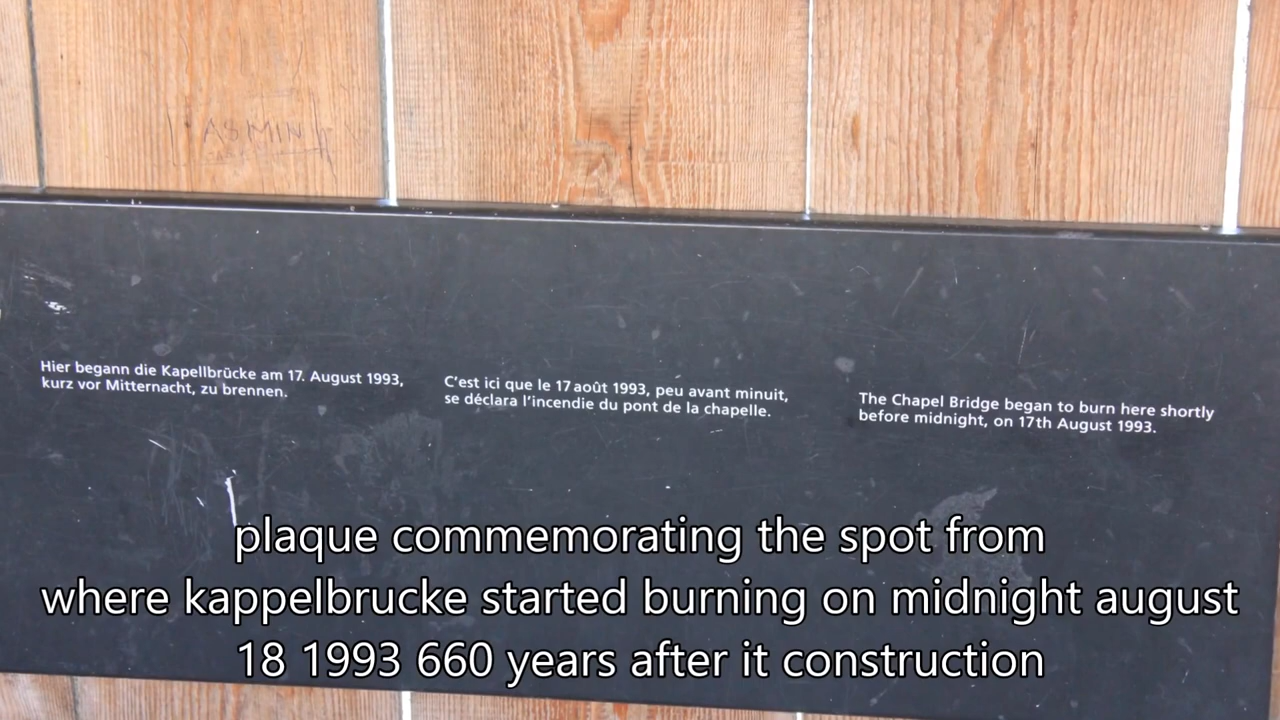 ASMIN
Hier begann die Kapellbrücke am 17. August 1993,
kurz vor Mitternacht, zu brennen.
C'est ici que le 17 août 1993, peu avant minuit,
se déclara l'incendie du pont de la chapelle.
The Chapel Bridge began to burn here shortly
before midnight, on 17th August 1993.
plaque commemorating the spot from
where kappelbrucke started burning on midnight august
18 1993 660 years after it construction